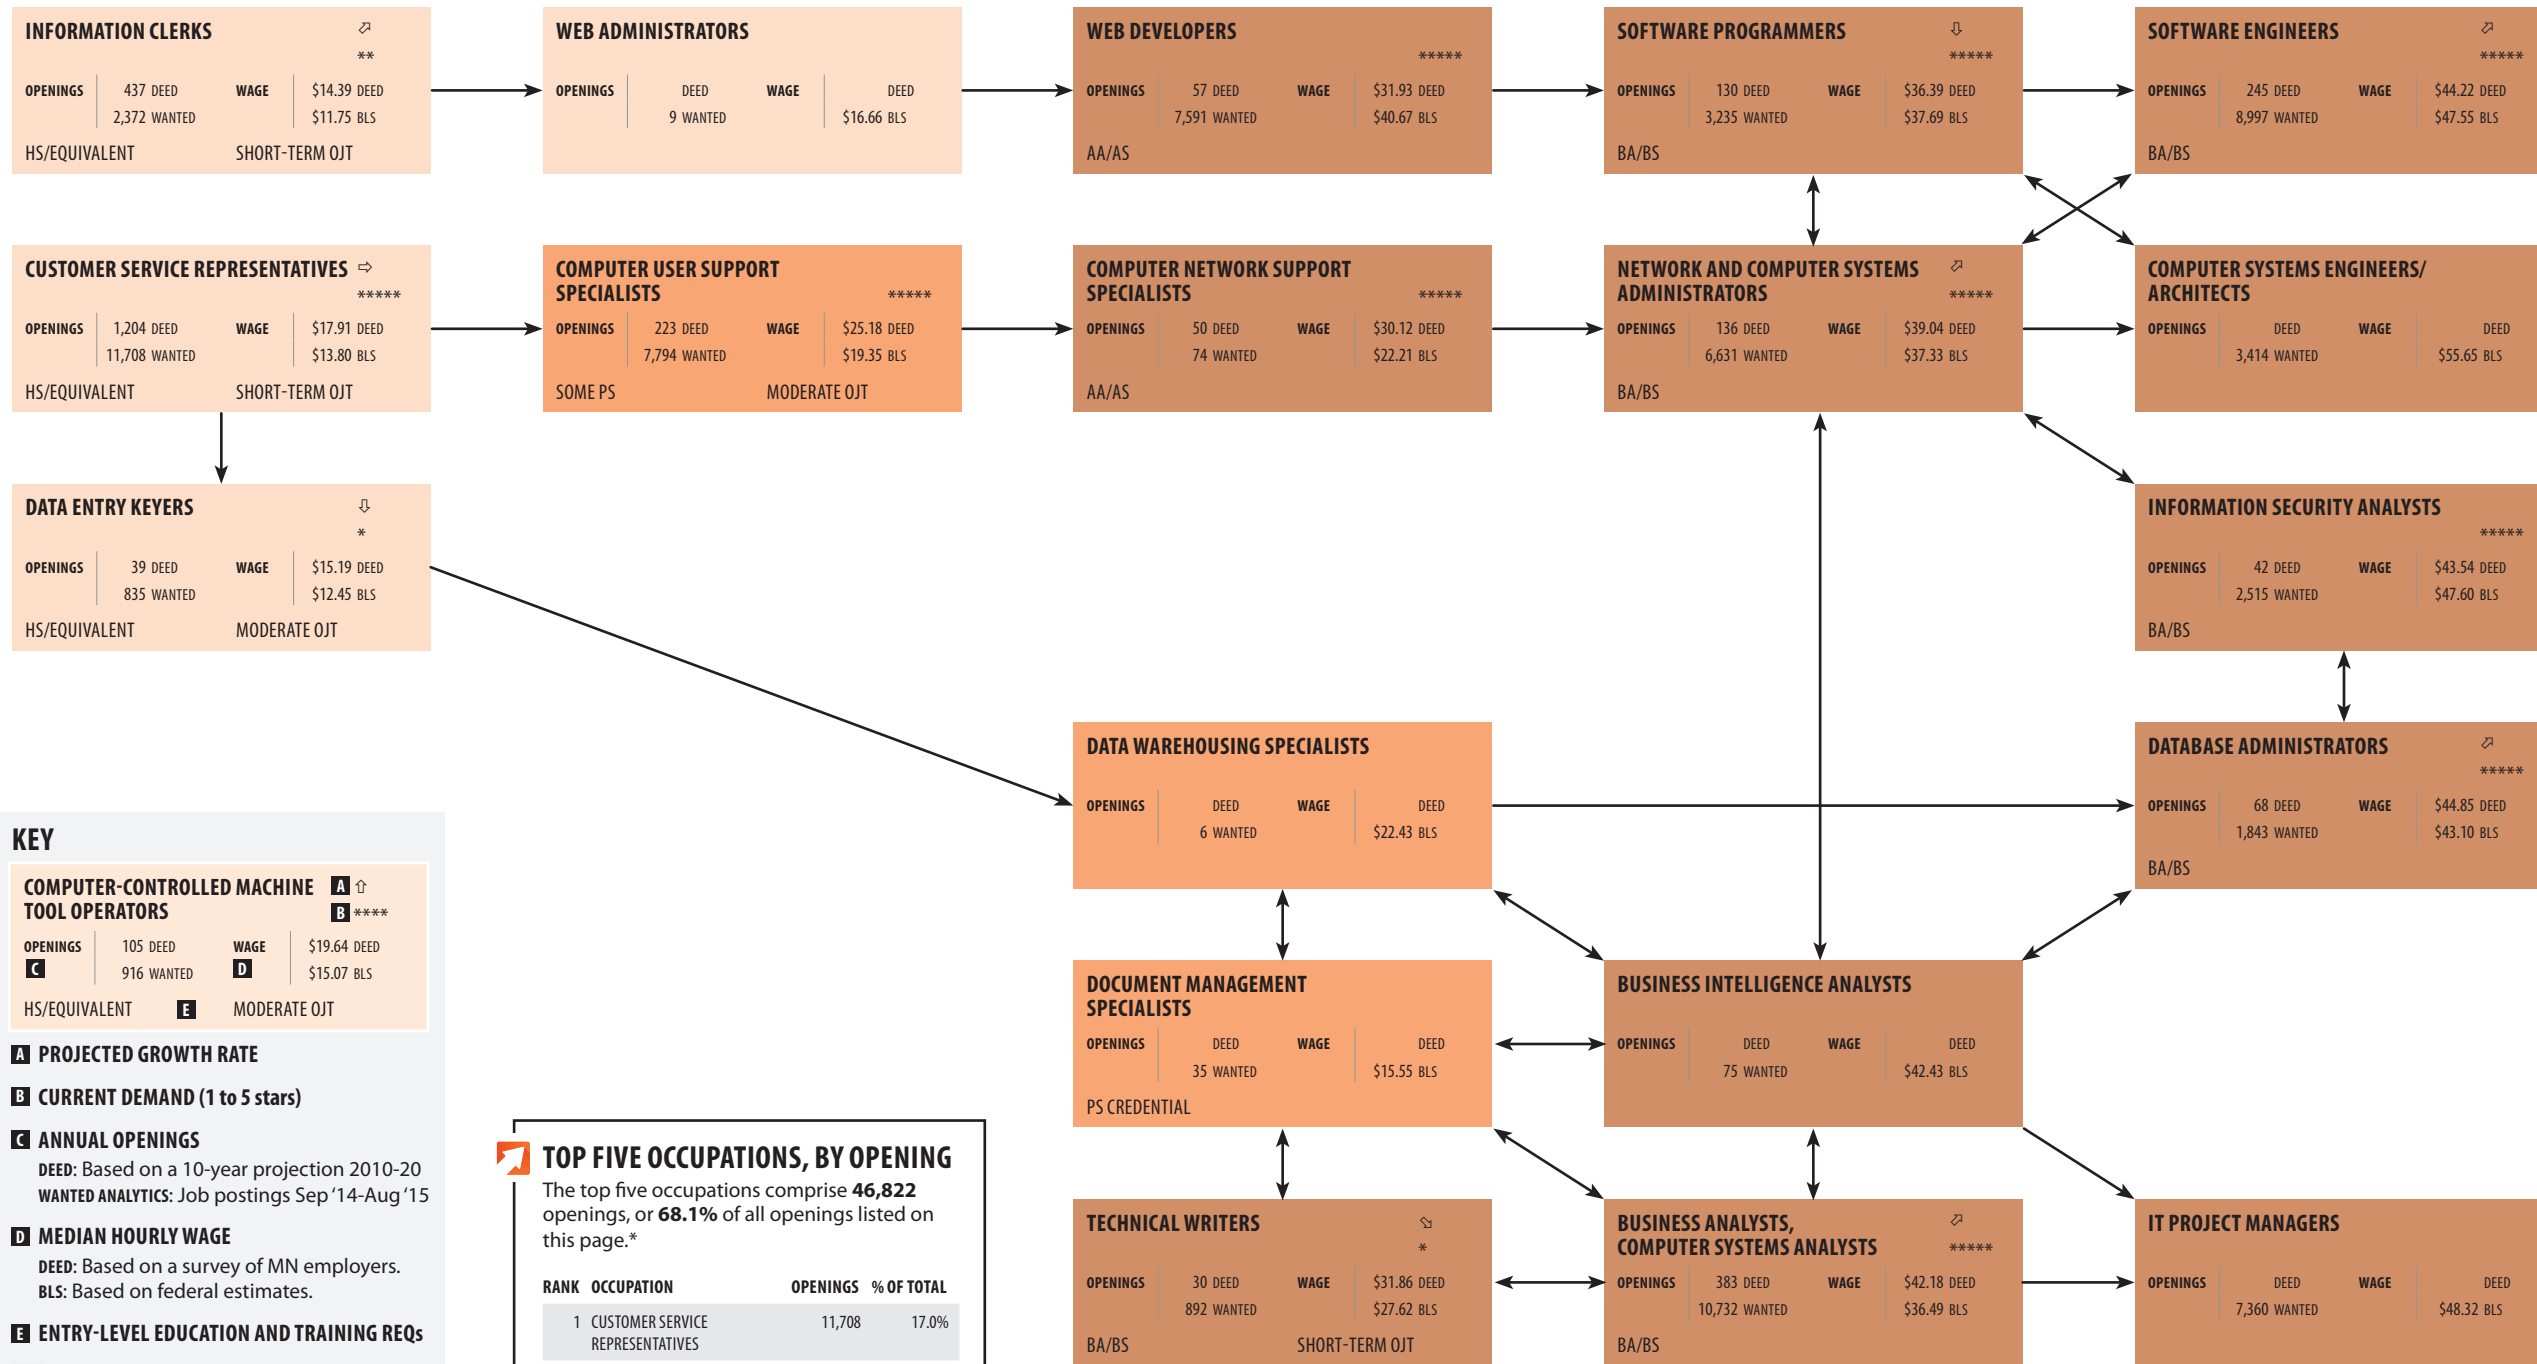 INFORMATION CLERKS
**
OPENINGS 437 DEED WAGE $14.39 DEED
2,372 WANTED $11.75 BLS
HS/EQUIVALENT SHORT-TERM OJT
WEB ADMINISTRATORS
OPENINGS DEED WAGE DEED
9 WANTED $16.66 BLS
WEB DEVELOPERS
*****
OPENINGS 57 DEED WAGE $31.93 DEED
7,591 WANTED $40.67 BLS
AA/AS
SOFTWARE PROGRAMMERS
*****
OPENINGS 130 DEED WAGE $36.39 DEED
3,235 WANTED $37.69 BLS
BA/BS
SOFTWARE ENGINEERS
*****
OPENINGS 245 DEED WAGE $44.22 DEED
8,997 WANTED $47.55 BLS
BA/BS
CUSTOMER SERVICE REPRESENTATIVES
*****
OPENINGS 1,204 DEED WAGE $17.91 DEED
11,708 WANTED $13.80 BLS
HS/EQUIVALENT SHORT-TERM OJT
COMPUTER USER SUPPORT
SPECIALISTS *****
OPENINGS 223 DEED WAGE $25.18 DEED
7,794 WANTED $19.35 BLS
SOME PS MODERATE OJT
COMPUTER NETWORK SUPPORT
SPECIALISTS *****
OPENINGS 50 DEED WAGE $30.12 DEED
74 WANTED $22.21 BLS
AA/AS
NETWORK AND COMPUTER SYSTEMS
ADMINISTRATORS *****
OPENINGS 136 DEED WAGE $39.04 DEED
6,631 WANTED $37.33 BLS
BA/BS
COMPUTER SYSTEMS ENGINEERS/
ARCHITECTS
OPENINGS DEED WAGE DEED
3,414 WANTED $55.65 BLS
DATA ENTRY KEYERS
*
OPENINGS 39 DEED WAGE $15.19 DEED
835 WANTED $12.45 BLS
HS/EQUIVALENT MODERATE OJT
INFORMATION SECURITY ANALYSTS
*****
OPENINGS 42 DEED WAGE $43.54 DEED
2,515 WANTED $47.60 BLS
BA/BS
DATA WAREHOUSING SPECIALISTS
OPENINGS DEED WAGE DEED
6 WANTED $22.43 BLS
DATABASE ADMINISTRATORS
*****
OPENINGS 68 DEED WAGE $44.85 DEED
1,843 WANTED $43.10 BLS
BA/BS
DOCUMENT MANAGEMENT
SPECIALISTS
OPENINGS DEED WAGE DEED
35 WANTED $15.55 BLS
PS CREDENTIAL
BUSINESS INTELLIGENCE ANALYSTS
OPENINGS DEED WAGE DEED
75 WANTED $42.43 BLS
TECHNICAL WRITERS
*
OPENINGS 30 DEED WAGE $31.86 DEED
892 WANTED $27.62 BLS
BA/BS SHORT-TERM OJT
BUSINESS ANALYSTS,
COMPUTER SYSTEMS ANALYSTS *****
OPENINGS 383 DEED WAGE $42.18 DEED
10,732 WANTED $36.49 BLS
BA/BS
IT PROJECT MANAGERS
OPENINGS DEED WAGE DEED
7,360 WANTED $48.32 BLS
KEY
COMPUTER-CONTROLLED MACHINE A
TOOL OPERATORS B ****
OPENINGS 105 DEED WAGE $19.64 DEED
C 916 WANTED D $15.07 BLS
HS/EQUIVALENT E MODERATE OJT
A PROJECTED GROWTH RATE
B CURRENT DEMAND (1 to 5 stars)
C ANNUAL OPENINGS
DEED: Based on a 10-year projection 2010-20
WANTED ANALYTICS: Job postings Sep ‘14-Aug ‘15
D MEDIAN HOURLY WAGE
DEED: Based on a survey of MN employers.
BLS: Based on federal estimates.
E ENTRY-LEVEL EDUCATION AND TRAINING REQs
TOP FIVE OCCUPATIONS, BY OPENING
The top five occupations comprise 46,822
openings, or 68.1% of all openings listed on
this page.*
RANK OCCUPATION OPENINGS % OF TOTAL
1 CUSTOMER SERVICE 11,708 17.0%
REPRESENTATIVES